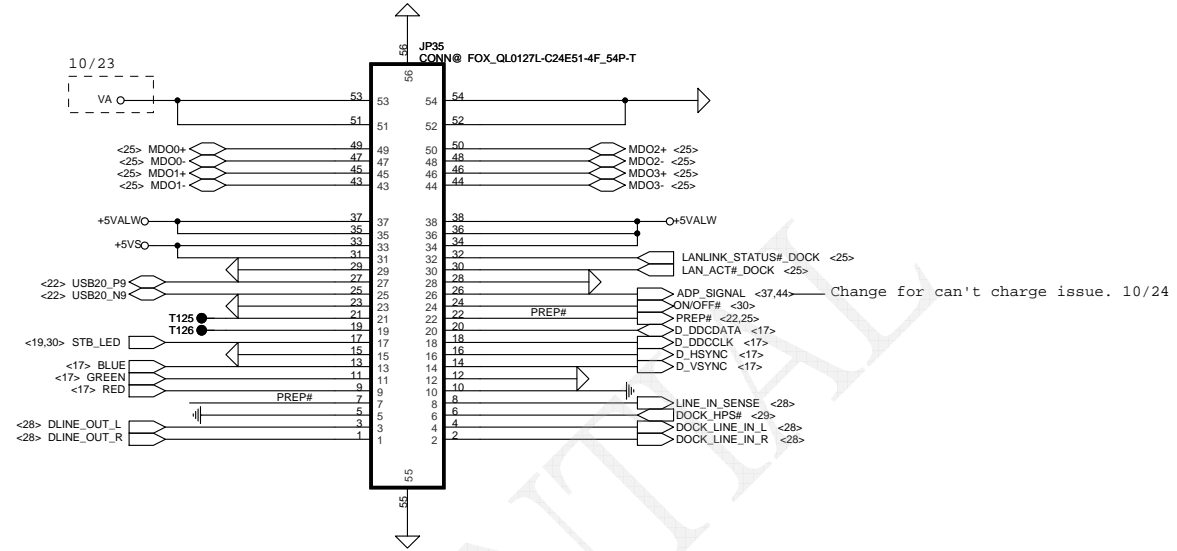 56
JP35
CONN@ FOX_QL0127L-C24E51-4F_54P-T
56
10/23
VA
53 53 54 54
51 51 52 52
<25> MDO0+ 49 49 50 50 MDO2+ <25>
<25> MDO0- 47 47 48 48 MDO2- <25>
<25> MDO1+ 45 45 46 46 MDO3+ <25>
<25> MDO1- 43 43 44 44 MDO3- <25>
+5VALW 37 37 38 38 +5VALW
35 35 36 36
+5VS 33 33 34 34
31 31 32 32 LANLINK_STATUS#_DOCK <25>
29 29 30 30 LAN_ACT#_DOCK <25>
<22> USB20_P9 27 27 28 28
<22> USB20_N9 25 25 26 26 ADP_SIGNAL <37,44> Change for can't charge issue. 10/24
23 23 24 24 ON/OFF# <30>
T125 21 21 22 22 PREP# PREP# <22,25>
T126 19 19 20 20 D_DDCDATA <17>
<19,30> STB_LED 17 17 18 18 D_DDCCLK <17>
15 15 16 16 D_HSYNC <17>
<17> BLUE 13 13 14 14 D_VSYNC <17>
<17> GREEN 11 11 12 12
<17> RED 9 9 10 10
PREP# 7 7 8 8 LINE_IN_SENSE <28>
5 5 6 6 DOCK_HPS# <29>
<28> DLINE_OUT_L 3 3 4 4 DOCK_LINE_IN_L <28>
<28> DLINE_OUT_R 1 1 2 2 DOCK_LINE_IN_R <28>
55
55
NTIAL